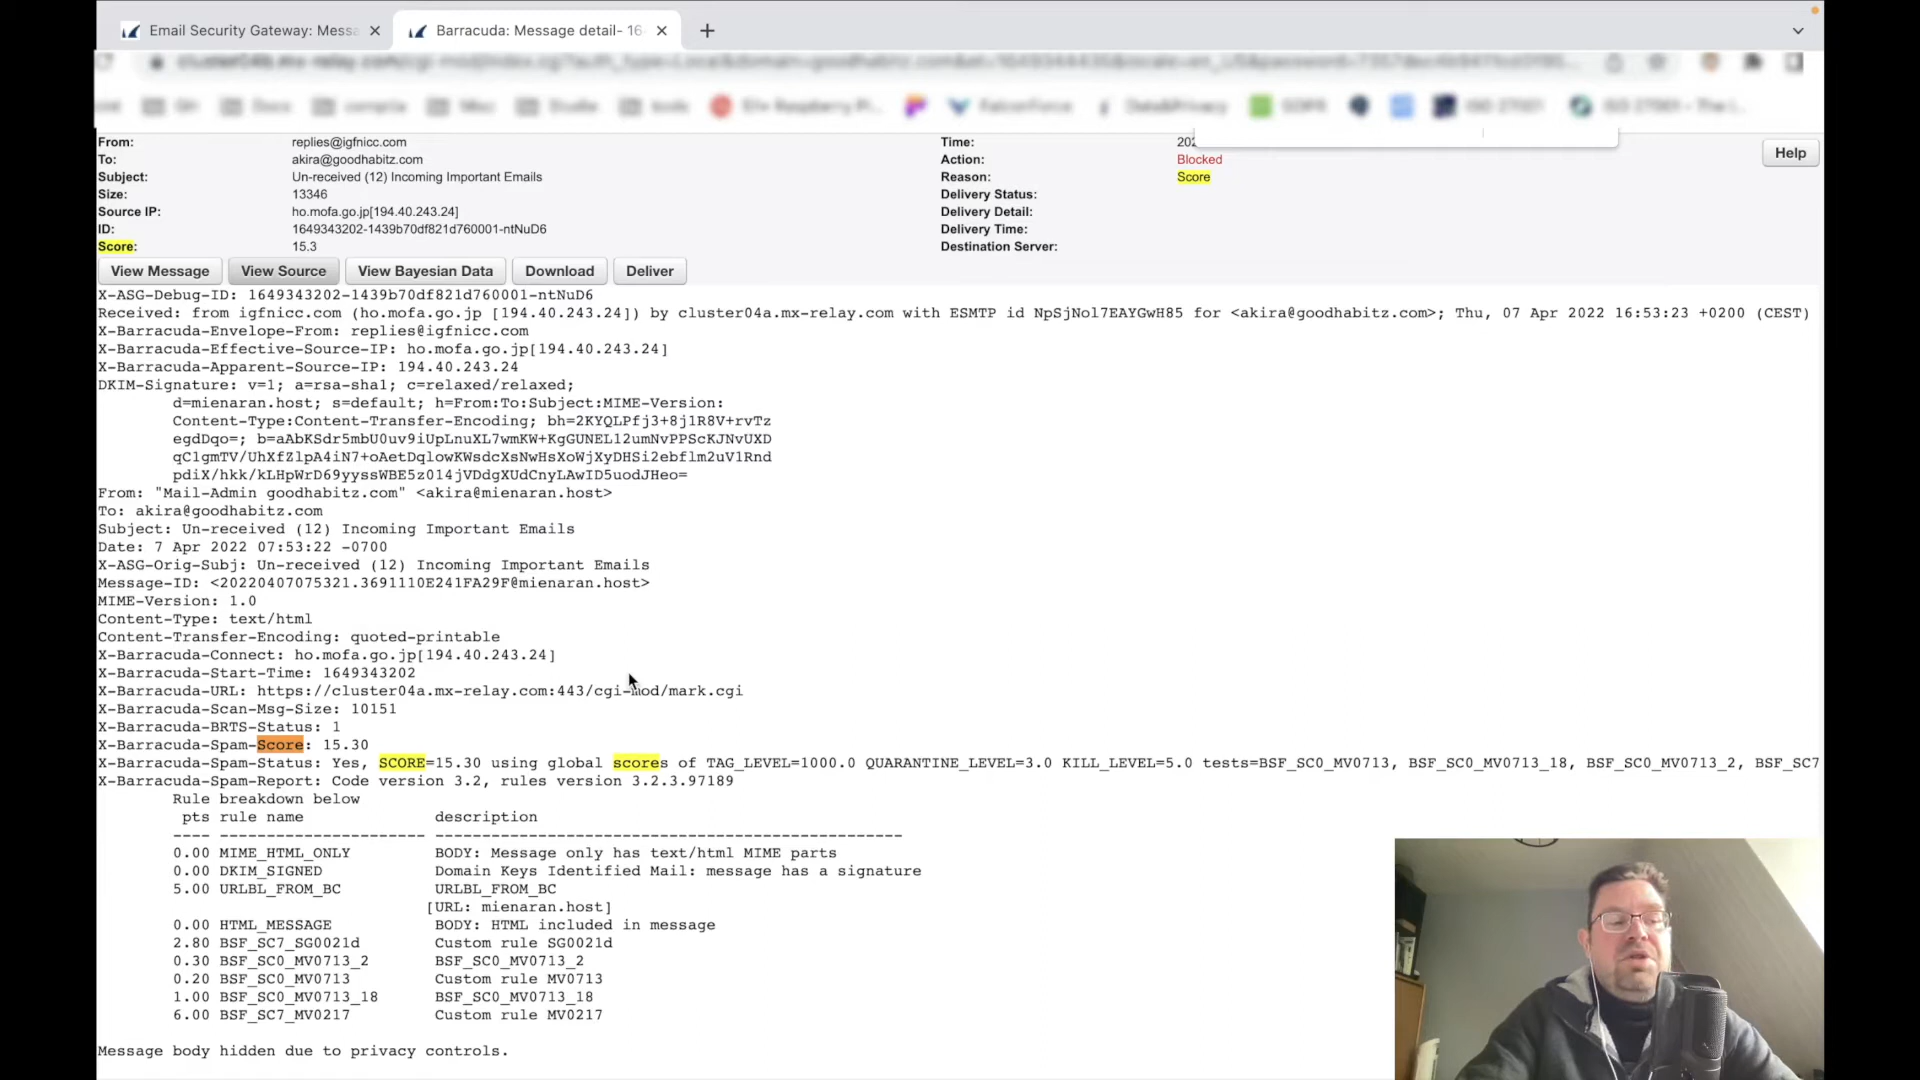 Email Security Gateway: Messa
Barracuda: Message detail- 16
From: replies@igfnicc.com
To: akira@goodhabitz.com
Subject: Un-received (12) Incoming Important Emails
Size: 13346
Source IP: ho.mofa.go.jp[194.40.243.24]
ID: 1649343202-1439b70df821d760001-ntNuD6
Score: 15.3
Time: 202
Action: Blocked
Reason: Score
Delivery Status:
Delivery Detail:
Delivery Time:
Destination Server:
Help
View Message View Source View Bayesian Data Download Deliver
X-ASG-Debug-ID: 1649343202-1439b70df821d760001-ntNuD6
Received: from igfnicc.com (ho.mofa.go.jp [194.40.243.24]) by cluster04a.mx-relay.com with ESMTP id NpSjNol7EAYGwH85 for <akira@goodhabitz.com>; Thu, 07 Apr 2022 16:53:23 +0200 (CEST)
X-Barracuda-Envelope-From: replies@igfnicc.com
X-Barracuda-Effective-Source-IP: ho.mofa.go.jp[194.40.243.24]
X-Barracuda-Apparent-Source-IP: 194.40.243.24
DKIM-Signature: v=1; a=rsa-sha1; c=relaxed/relaxed;
d=mienaran.host; s=default; h=From:To:Subject:MIME-Version:
Content-Type:Content-Transfer-Encoding; bh=2KYQLPfj3+8j1R8V+rvTz
egdDqo=; b=aAbKSdr5mbU0uv9iUpLnuXL7wmKW+KgGUNEL12umNvPPScKJNvUXD
qC1gmTV/UhXfZlpA4iN7+oAetDqlowKWsdcXsNwHsXoWjXyDHSi2ebflm2uV1Rnd
pdiX/hkk/kLHpWrD69yyssWBE5z014jVDdgXUdCnyLAwID5uodJHeo=
From: "Mail-Admin goodhabitz.com" <akira@mienaran.host>
To: akira@goodhabitz.com
Subject: Un-received (12) Incoming Important Emails
Date: 7 Apr 2022 07:53:22 -0700
X-ASG-Orig-Subj: Un-received (12) Incoming Important Emails
Message-ID: <20220407075321.3691110E241FA29F@mienaran.host>
MIME-Version: 1.0
Content-Type: text/html
Content-Transfer-Encoding: quoted-printable
X-Barracuda-Connect: ho.mofa.go.jp[194.40.243.24]
X-Barracuda-Start-Time: 1649343202
X-Barracuda-URL: https://cluster04a.mx-relay.com:443/cgi-mod/mark.cgi
X-Barracuda-Scan-Msg-Size: 10151
X-Barracuda-BRTS-Status: 1
X-Barracuda-Spam-Score: 15.30
X-Barracuda-Spam-Status: Yes, SCORE=15.30 using global scores of TAG_LEVEL=1000.0 QUARANTINE_LEVEL=3.0 KILL_LEVEL=5.0 tests=BSF_SC0_MV0713, BSF_SC0_MV0713_18, BSF_SC0_MV0713_2, BSF_SC7
X-Barracuda-Spam-Report: Code version 3.2, rules version 3.2.3.97189
Rule breakdown below
pts rule name description
---- ---------------------- --------------------------------------------------
0.00 MIME_HTML_ONLY BODY: Message only has text/html MIME parts
0.00 DKIM_SIGNED Domain Keys Identified Mail: message has a signature
5.00 URLBL_FROM_BC URLBL_FROM_BC
[URL: mienaran.host]
0.00 HTML_MESSAGE BODY: HTML included in message
2.80 BSF_SC7_SG0021d Custom rule SG0021d
0.30 BSF_SC0_MV0713_2 BSF_SC0_MV0713_2
0.20 BSF_SC0_MV0713 Custom rule MV0713
1.00 BSF_SC0_MV0713_18 BSF_SC0_MV0713_18
6.00 BSF_SC7_MV0217 Custom rule MV0217
Message body hidden due to privacy controls.